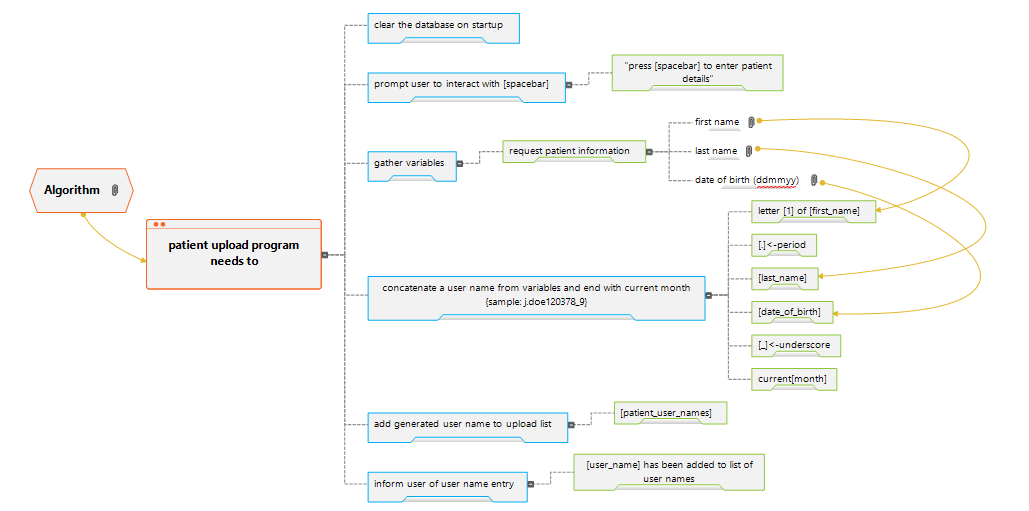 Algorithm
patient upload program
needs to
clear the database on startup
prompt user to interact with [spacebar]
"press [spacebar] to enter patient
details"
gather variables
request patient information
first name
last name
date of birth (ddmmyy)
concatenate a user name from variables and end with current month
{sample: j.doe120378_9}
letter [1] of [first_name]
[.]<-period
[last_name]
[date_of_birth]
[_]<-underscore
current[month]
add generated user name to upload list
[patient_user_names]
inform user of user name entry
[user_name] has been added to list of
user names